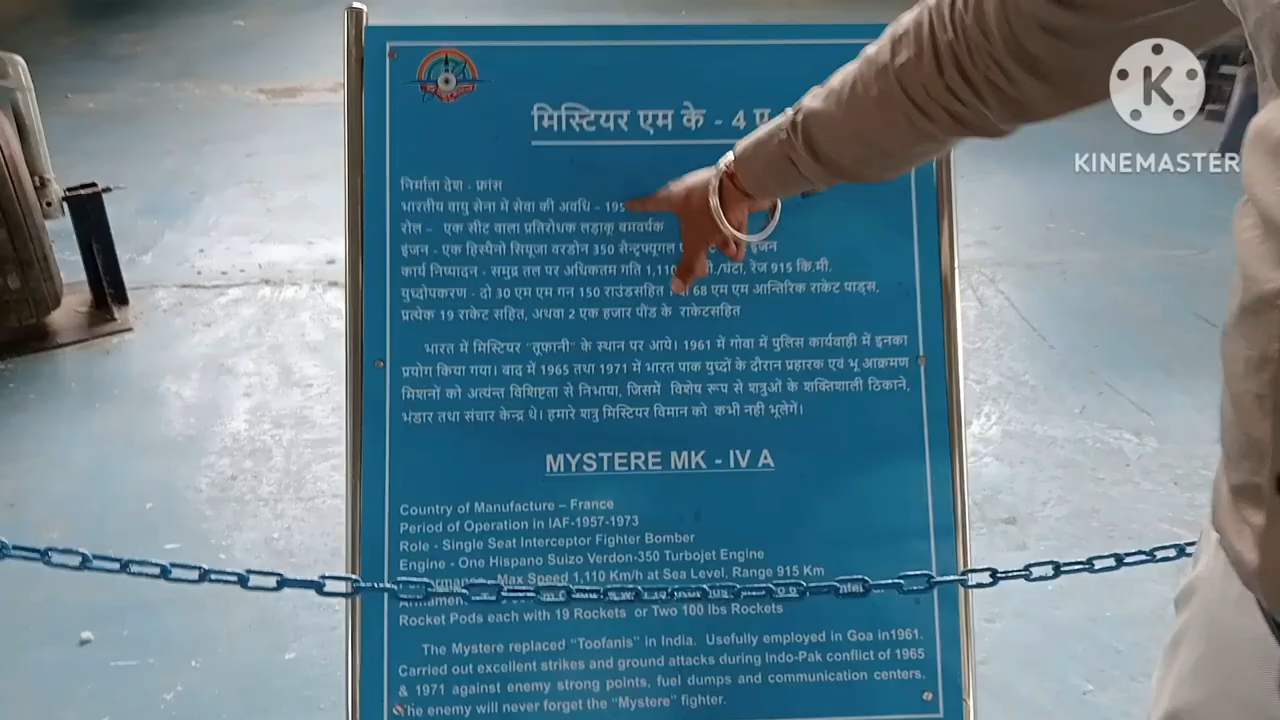 मिस्टियर एम के - 4 ए
KINEMASTER
निर्माता देश - फ्रांस
भारतीय वायु सेना में सेवा की अवधि - 195
रोल - एक सीट वाला प्रतिरोधक लड़ाकू बमवर्षक
इंजन - एक हिस्पैनो सियूजा वरडोन 350 सैन्ट्रफ्यूगल इंजन
कार्य निष्पादन - समुद्र तल पर अधिकतम गति 1,110 /घंटा, रेंज 915 कि.मी.
युध्दोपकरण - दो 30 एम एम गन 150 राउंडसहित 68 एम एम आन्तिरिक राकेट पाड्स,
प्रत्येक 19 राकेट सहित, अथवा 2 एक हजार पौंड के राकेटसहित
भारत में मिस्टियर "तूफानी" के स्थान पर आये। 1961 में गोवा में पुलिस कार्यवाही में इनका
प्रयोग किया गया। बाद में 1965 तथा 1971 में भारत पाक युध्दों के दौरान प्रहारक एवं भू आक्रमण
मिशनों को अत्यंन्त विशिष्टता से निभाया, जिसमें विशेष रूप से शत्रुओं के शक्तिशाली ठिकाने,
भंडार तथा संचार केन्द्र थे। हमारे शत्रु मिस्टियर विमान को कभी नही भूलेगें।
MYSTERE MK - IV A
Country of Manufacture – France
Period of Operation in IAF-1957-1973
Role - Single Seat Interceptor Fighter Bomber
Engine - One Hispano Suizo Verdon-350 Turbojet Engine
Max Speed 1,110 Km/h at Sea Level, Range 915 Km
Rocket Pods each with 19 Rockets or Two 100 lbs Rockets
The Mystere replaced "Toofanis" in India. Usefully employed in Goa in1961.
Carried out excellent strikes and ground attacks during Indo-Pak conflict of 1965
& 1971 against enemy strong points, fuel dumps and communication centers.
The enemy will never forget the "Mystere" fighter.